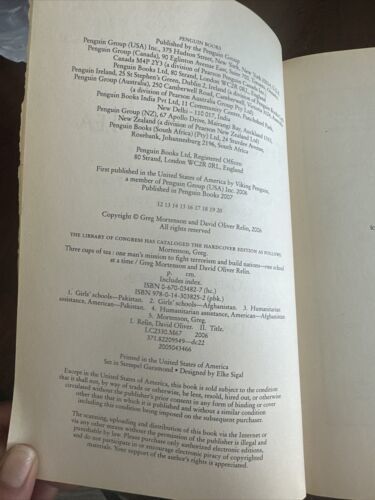 PENGUIN BOOKS
Published by the Penguin Group
Penguin Group (USA) Inc., 375 Hudson Street, New York, New York 10014, USA
Penguin Group (Canada), 90 Eglinton Avenue East, Suite 700, Toronto,
Canada M4P 2Y3 (a division of Pearson Penguin
Penguin Books Ltd, 80 Strand, London WC2R 0RL, England
Penguin Ireland, 25 St Stephen's Green, Dublin 2, Ireland
Penguin Group (Australia), 250 Camberwell Road, Camberwell, Victoria
(a division of Pearson Australia Group Pty Ltd)
Penguin Books India Pvt Ltd, 11 Community Centre, Panchsheel Park,
New Delhi – 110 017, India
Penguin Group (NZ), 67 Apollo Drive, Mairangi Bay, Auckland 1311,
New Zealand (a division of Pearson New Zealand Ltd)
Penguin Books (South Africa) (Pty) Ltd, 24 Sturdee Avenue,
Rosebank, Johannesburg 2196, South Africa
Penguin Books Ltd, Registered Offices:
80 Strand, London WC2R 0RL, England
First published in the United States of America by Viking Penguin,
a member of Penguin Group (USA) Inc. 2006
Published in Penguin Books 2007
12 13 14 15 16 17 18 19 20
Copyright © Greg Mortenson and David Oliver Relin, 2006
All rights reserved
THE LIBRARY OF CONGRESS HAS CATALOGED THE HARDCOVER EDITION AS FOLLOWS:
Mortenson, Greg.
Three cups of tea : one man's mission to fight terrorism and build nations—one school
at a time / Greg Mortenson and David Oliver Relin.
p. cm.
Includes index.
ISBN 0-670-03482-7 (hc.)
ISBN 978-0-14-303825-2 (pbk.)
1. Girls' schools—Pakistan. 2. Girls' schools—Afghanistan. 3. Humanitarian
assistance, American—Pakistan. 4. Humanitarian assistance, American—Afghanistan
5. Mortenson, Greg.
I. Relin, David Oliver. II. Title.
LC2330.M67 2006
371.82209549—dc22
2005043466
Printed in the United States of America
Set in Stempel Garamond • Designed by Elke Sigal
Except in the United States of America, this book is sold subject to the condition
that it shall not, by way of trade or otherwise, be lent, resold, hired out, or otherwise
circulated without the publisher's prior consent in any form of binding or cover
other than that in which it is published and without a similar condition
including this condition being imposed on the subsequent purchaser.
The scanning, uploading and distribution of this book via the Internet or
via any other means without the permission of the publisher is illegal and
punishable by law. Please purchase only authorized electronic editions,
and do not participate in or encourage electronic piracy of copyrighted
materials. Your support of the author's rights is appreciated.